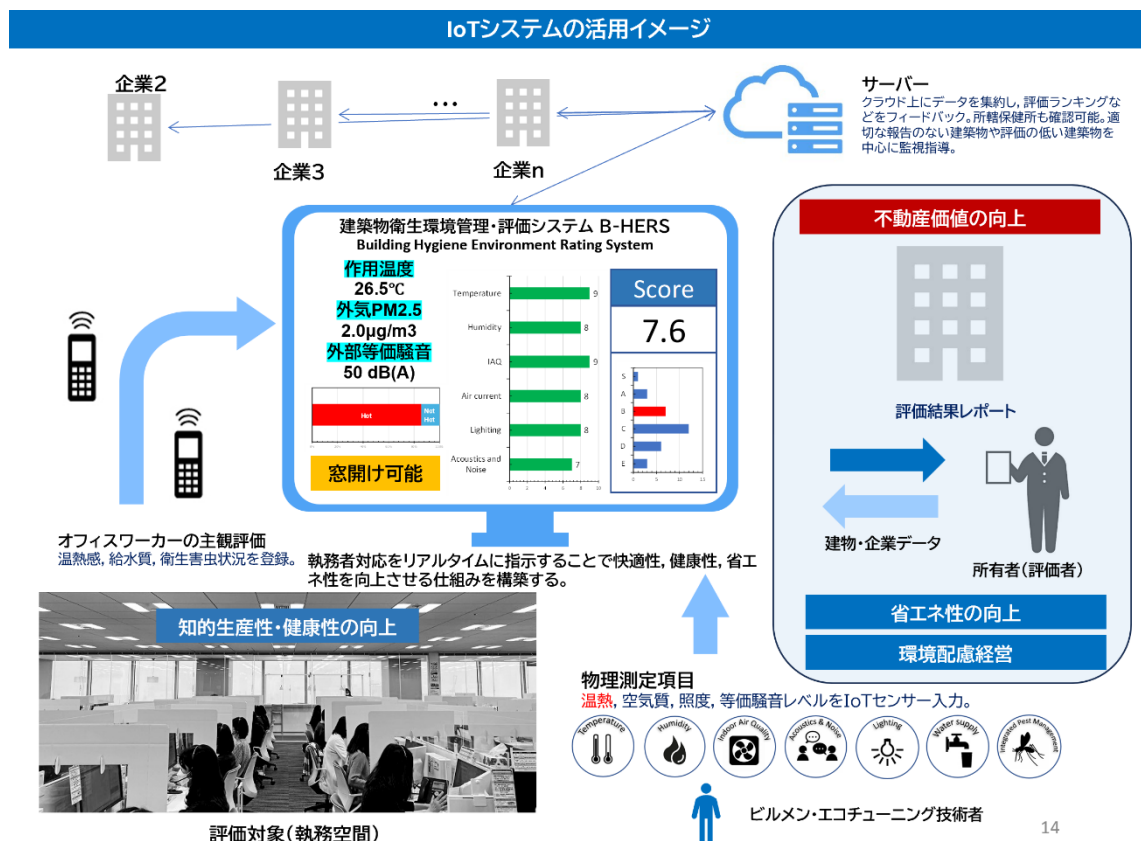 IoTシステムの活用イメージ
企業2
企業3
…
企業n
サーバー
クラウド上にデータを集約し，評価ランキングな
どをフィードバック。所轄保健所も確認可能。適
切な報告のない建築物や評価の低い建築物を
中心に監視指導。
建築物衛生環境管理・評価システム B-HERS
Building Hygiene Environment Rating System
作用温度
26.5℃
外気PM2.5
2.0μg/m3
外部等価騒音
50 dB(A)
Hot
Not
Hot
窓開け可能
Temperature
9
Humidity
8
IAQ
9
Air current
8
Lighiting
8
Acoustics and
Noise
7
0 2 4 6 8 10
Score
7.6
S
A
B
C
D
E
0 5 10 15
不動産価値の向上
評価結果レポート
建物・企業データ
所有者(評価者)
省エネ性の向上
環境配慮経営
オフィスワーカーの主観評価
温熱感，給水質，衛生害虫状況を登録。
執務者対応をリアルタイムに指示することで快適性，健康性，省エ
ネ性を向上させる仕組みを構築する。
知的生産性・健康性の向上
評価対象(執務空間)
物理測定項目
温熱，空気質，照度，等価騒音レベルをIoTセンサー入力。
Temperature
Humidity
Indoor Air Quality
Acoustics & Noise
Lighting
Water supply
Integrated Pest Management
ビルメン・エコチューニング技術者
14